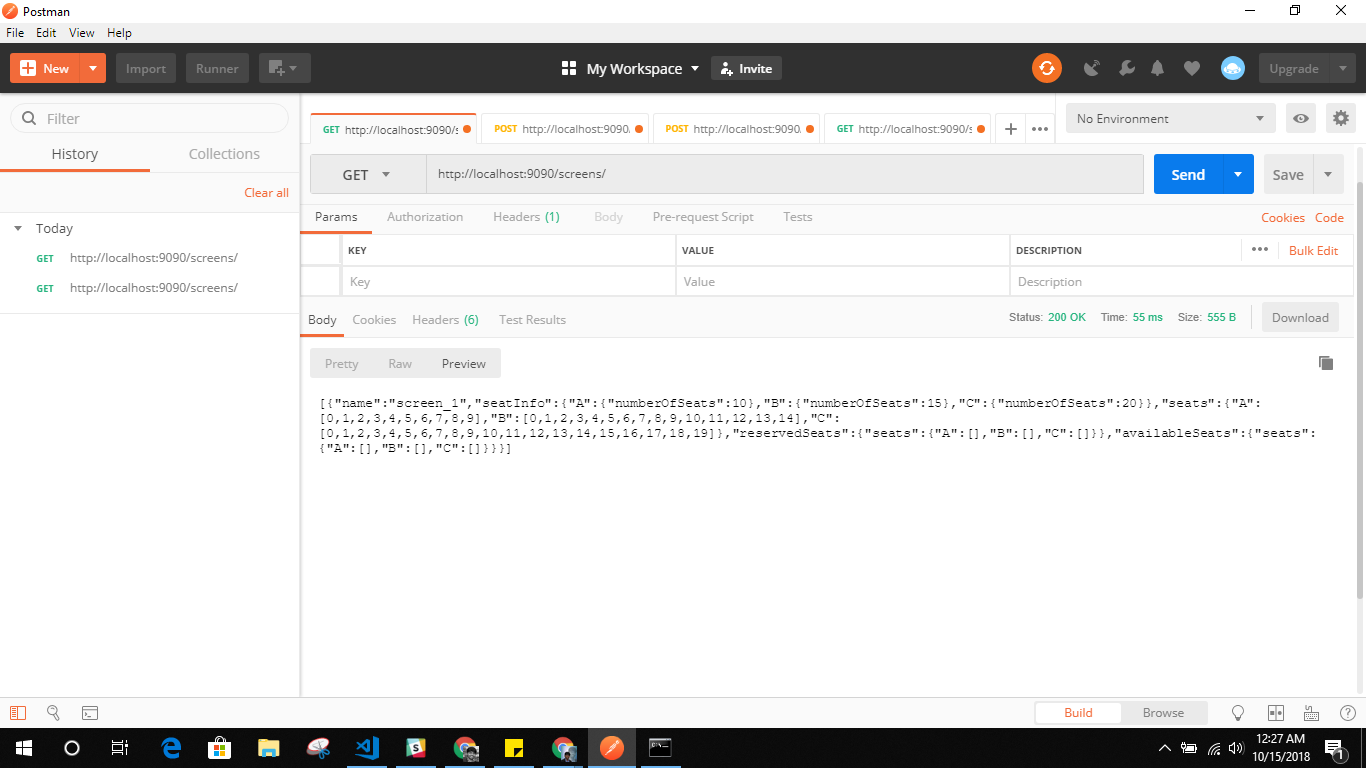 Postman
File Edit View Help
New Import Runner My Workspace Invite Upgrade
Filter
History Collections
Clear all
Today
GET http://localhost:9090/screens/
GET http://localhost:9090/screens/
GET http://localhost:9090/s POST http://localhost:9090/ POST http://localhost:9090/ GET http://localhost:9090/s No Environment
GET http://localhost:9090/screens/ Send Save
Params Authorization Headers (1) Body Pre-request Script Tests Cookies Code
KEY VALUE DESCRIPTION Bulk Edit
Key Value Description
Body Cookies Headers (6) Test Results Status: 200 OK Time: 55 ms Size: 555 B Download
Pretty Raw Preview
[{"name":"screen_1","seatInfo":{"A":{"numberOfSeats":10},"B":{"numberOfSeats":15},"C":{"numberOfSeats":20}},"seats":{"A":
[0,1,2,3,4,5,6,7,8,9],"B":[0,1,2,3,4,5,6,7,8,9,10,11,12,13,14],"C":
[0,1,2,3,4,5,6,7,8,9,10,11,12,13,14,15,16,17,18,19]},"reservedSeats":{"seats":{"A":[],"B":[],"C":[]}},"availableSeats":{"seats":
{"A":[],"B":[],"C":[]}}}]
Build Browse
12:27 AM
10/15/2018
1